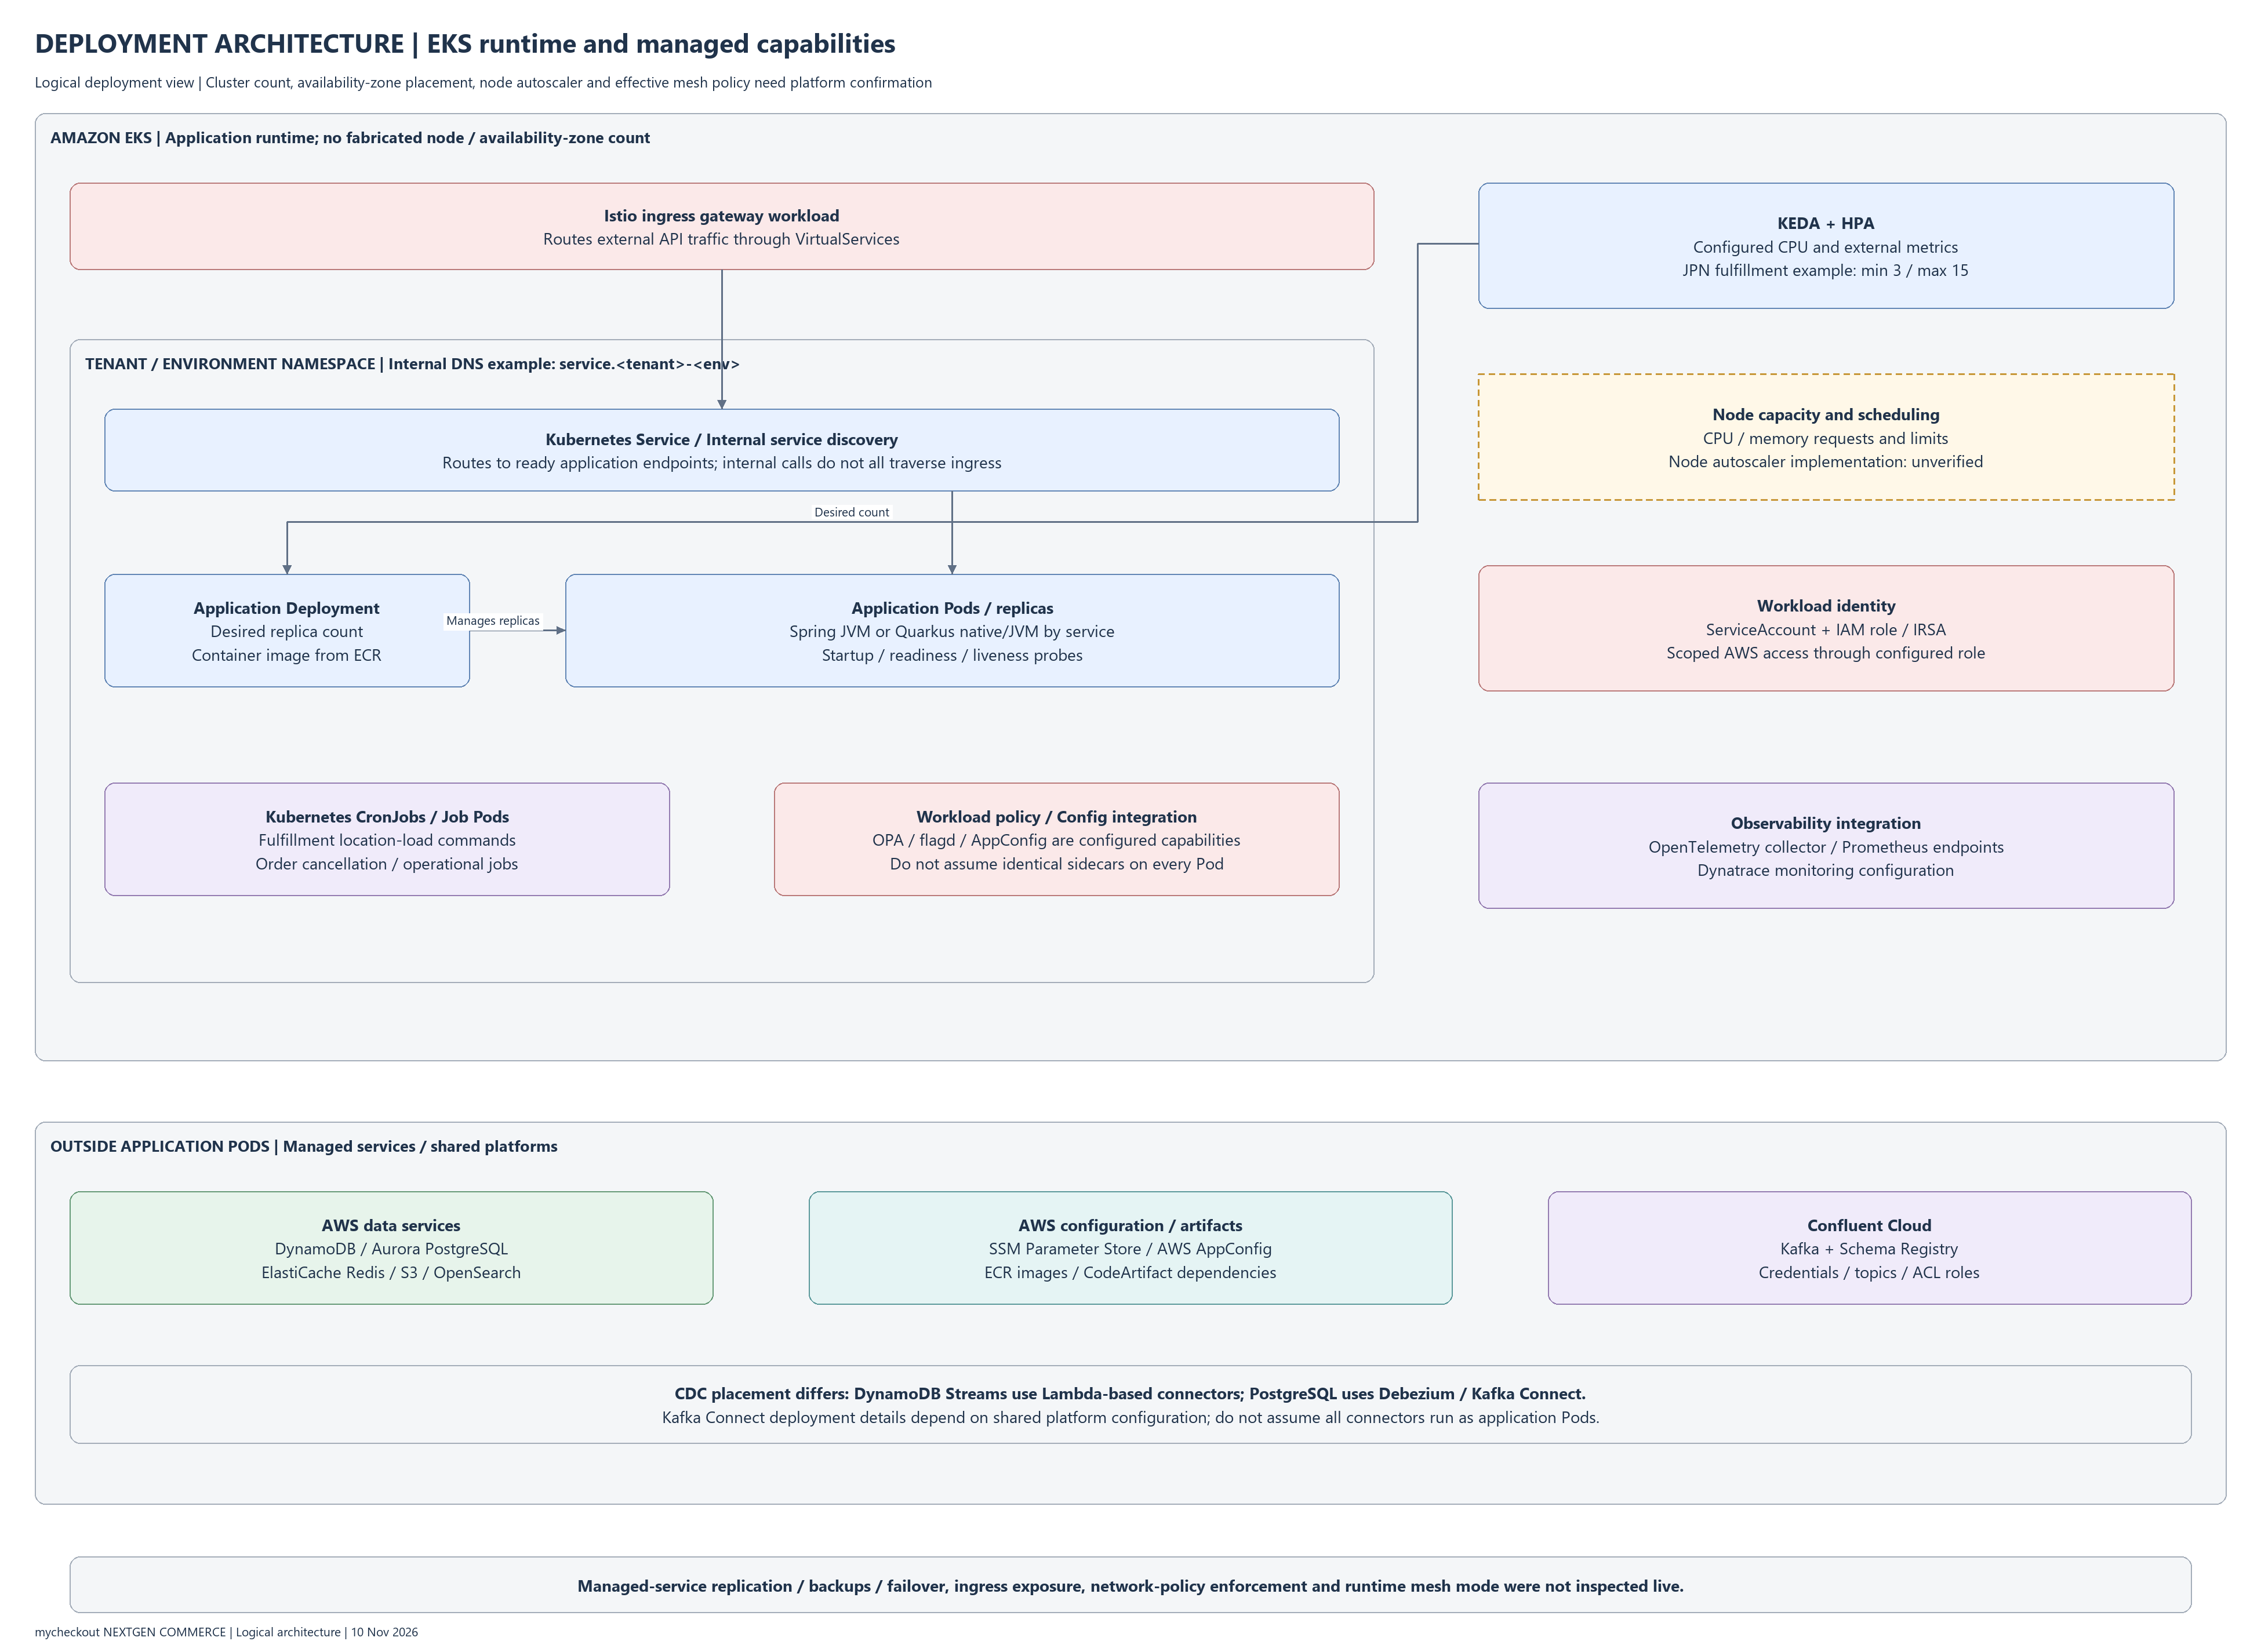 DEPLOYMENT ARCHITECTURE | EKS runtime and managed capabilities
Logical deployment view | Cluster count, availability-zone placement, node autoscaler and effective mesh policy need platform confirmation
AMAZON EKS | Application runtime; no fabricated node / availability-zone count
Istio ingress gateway workload
Routes external API traffic through VirtualServices
KEDA + HPA
Configured CPU and external metrics
JPN fulfillment example: min 3 / max 15
TENANT / ENVIRONMENT NAMESPACE | Internal DNS example: service.<tenant>-<env>
Kubernetes Service / Internal service discovery
Routes to ready application endpoints; internal calls do not all traverse ingress
Node capacity and scheduling
CPU / memory requests and limits
Node autoscaler implementation: unverified
Desired count
Application Deployment
Desired replica count
Container image from ECR
Manages replicas
Application Pods / replicas
Spring JVM or Quarkus native/JVM by service
Startup / readiness / liveness probes
Workload identity
ServiceAccount + IAM role / IRSA
Scoped AWS access through configured role
Kubernetes CronJobs / Job Pods
Fulfillment location-load commands
Order cancellation / operational jobs
Workload policy / Config integration
OPA / flagd / AppConfig are configured capabilities
Do not assume identical sidecars on every Pod
Observability integration
OpenTelemetry collector / Prometheus endpoints
Dynatrace monitoring configuration
OUTSIDE APPLICATION PODS | Managed services / shared platforms
AWS data services
DynamoDB / Aurora PostgreSQL
ElastiCache Redis / S3 / OpenSearch
AWS configuration / artifacts
SSM Parameter Store / AWS AppConfig
ECR images / CodeArtifact dependencies
Confluent Cloud
Kafka + Schema Registry
Credentials / topics / ACL roles
CDC placement differs: DynamoDB Streams use Lambda-based connectors; PostgreSQL uses Debezium / Kafka Connect.
Kafka Connect deployment details depend on shared platform configuration; do not assume all connectors run as application Pods.
Managed-service replication / backups / failover, ingress exposure, network-policy enforcement and runtime mesh mode were not inspected live.
mycheckout NEXTGEN COMMERCE | Logical architecture | 10 Nov 2026